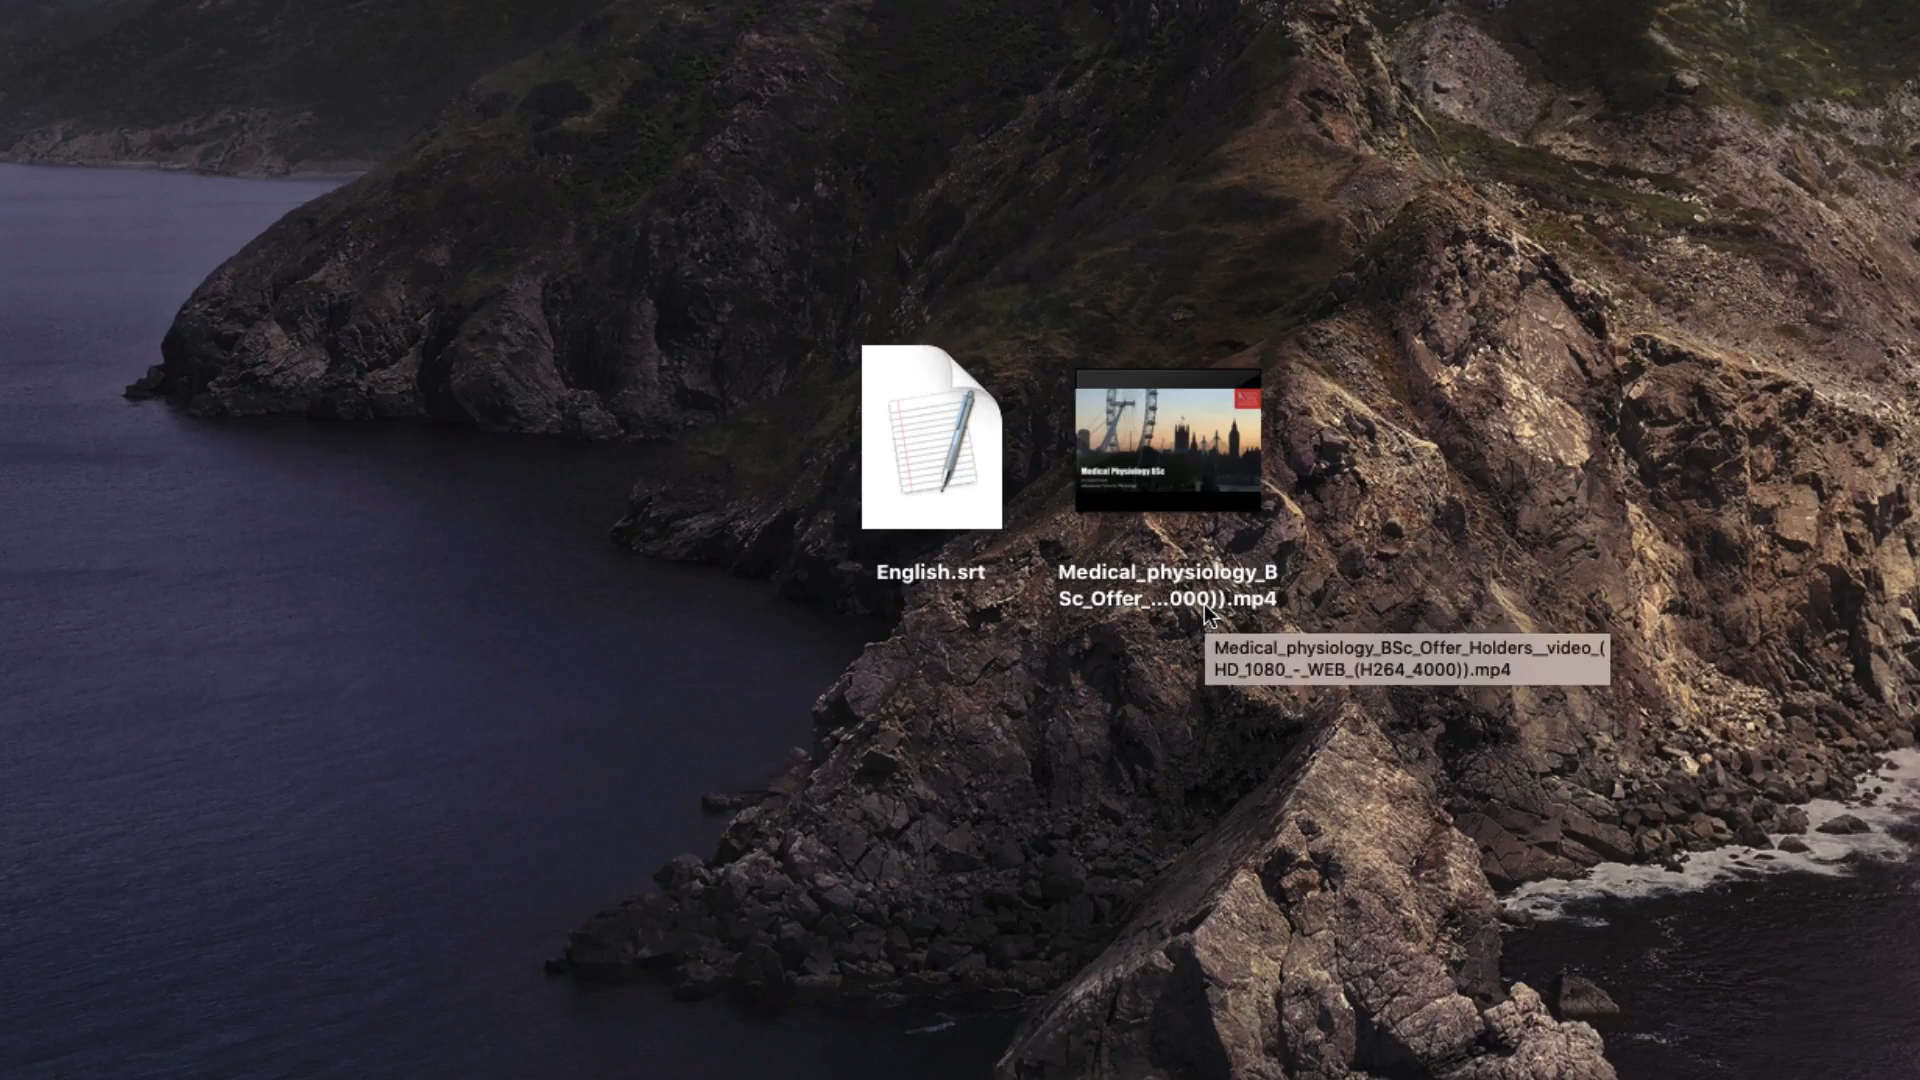 Medical Physiology BSc
English.srt
Medical_physiology_B
Sc_Offer_...000)).mp4
Medical_physiology_BSc_Offer_Holders__video_(
HD_1080_-_WEB_(H264_4000)).mp4